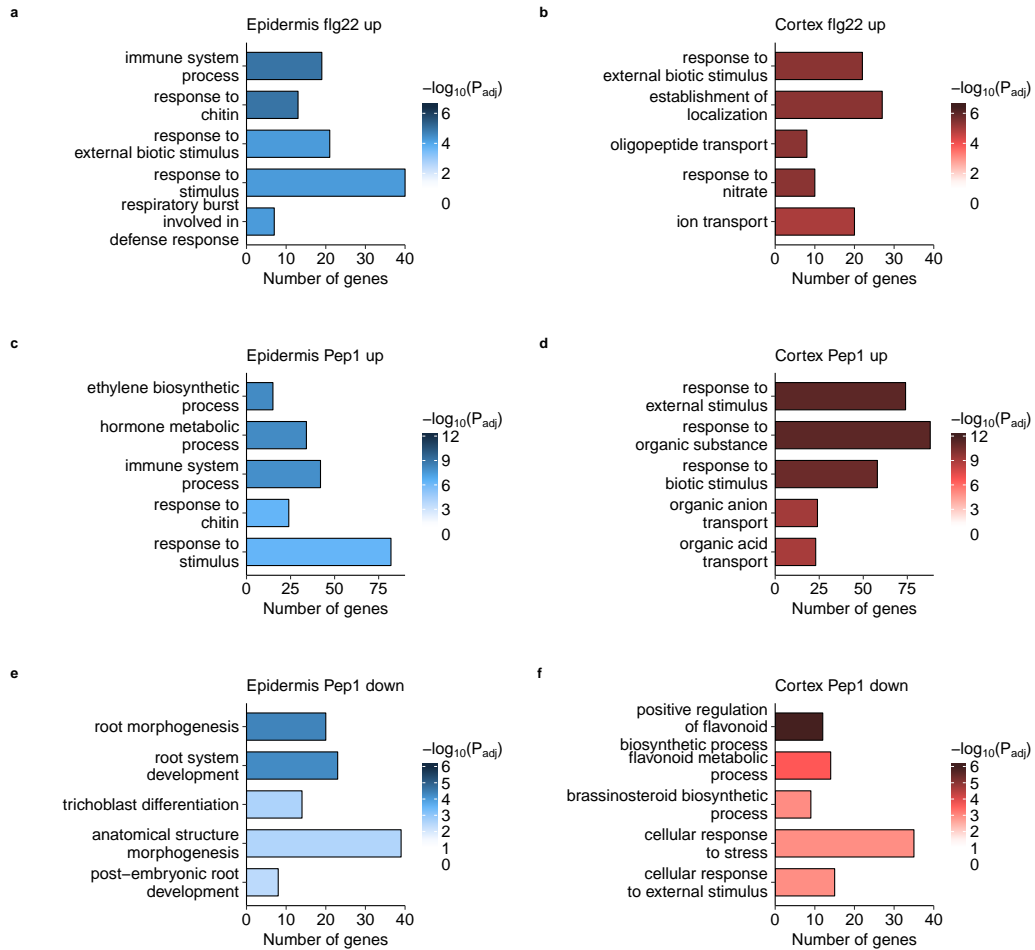 a
Epidermis flg22 up
immune system
process
response to
chitin
response to
external biotic stimulus
response to
stimulus
respiratory burst
involved in
defense response
0 10 20 30 40
Number of genes
−log10(Padj)
6
4
2
0
b
Cortex flg22 up
response to
external biotic stimulus
establishment of
localization
oligopeptide transport
response to
nitrate
ion transport
0 10 20 30 40
Number of genes
−log10(Padj)
6
4
2
0
c
Epidermis Pep1 up
ethylene biosynthetic
process
hormone metabolic
process
immune system
process
response to
chitin
response to
stimulus
0 25 50 75
Number of genes
−log10(Padj)
12
9
6
3
0
d
Cortex Pep1 up
response to
external stimulus
response to
organic substance
response to
biotic stimulus
organic anion
transport
organic acid
transport
0 25 50 75
Number of genes
−log10(Padj)
12
9
6
3
0
e
Epidermis Pep1 down
root morphogenesis
root system
development
trichoblast differentiation
anatomical structure
morphogenesis
post−embryonic root
development
0 10 20 30 40
Number of genes
−log10(Padj)
6
5
4
3
2
1
0
f
Cortex Pep1 down
positive regulation
of flavonoid
biosynthetic process
flavonoid metabolic
process
brassinosteroid biosynthetic
process
cellular response
to stress
cellular response
to external stimulus
0 10 20 30 40
Number of genes
−log10(Padj)
6
5
4
3
2
1
0